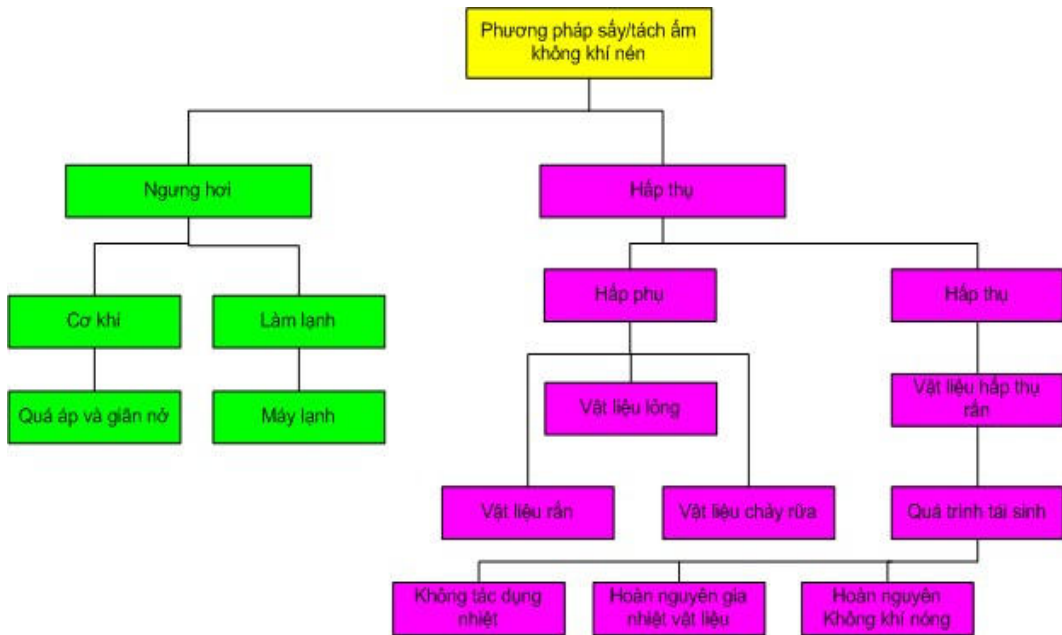 Phương pháp sấy/tách ẩm
không khí nén
Ngưng hơi
Hấp thụ
Cơ khí
Làm lạnh
Hấp phụ
Hấp thụ
Quá áp và giãn nở
Máy lạnh
Vật liệu lỏng
Vật liệu hấp thụ
rắn
Vật liệu rắn
Vật liệu chảy rữa
Quá trình tái sinh
Không tác dụng
nhiệt
Hoàn nguyên gia
nhiệt vật liệu
Hoàn nguyên
Không khí nóng